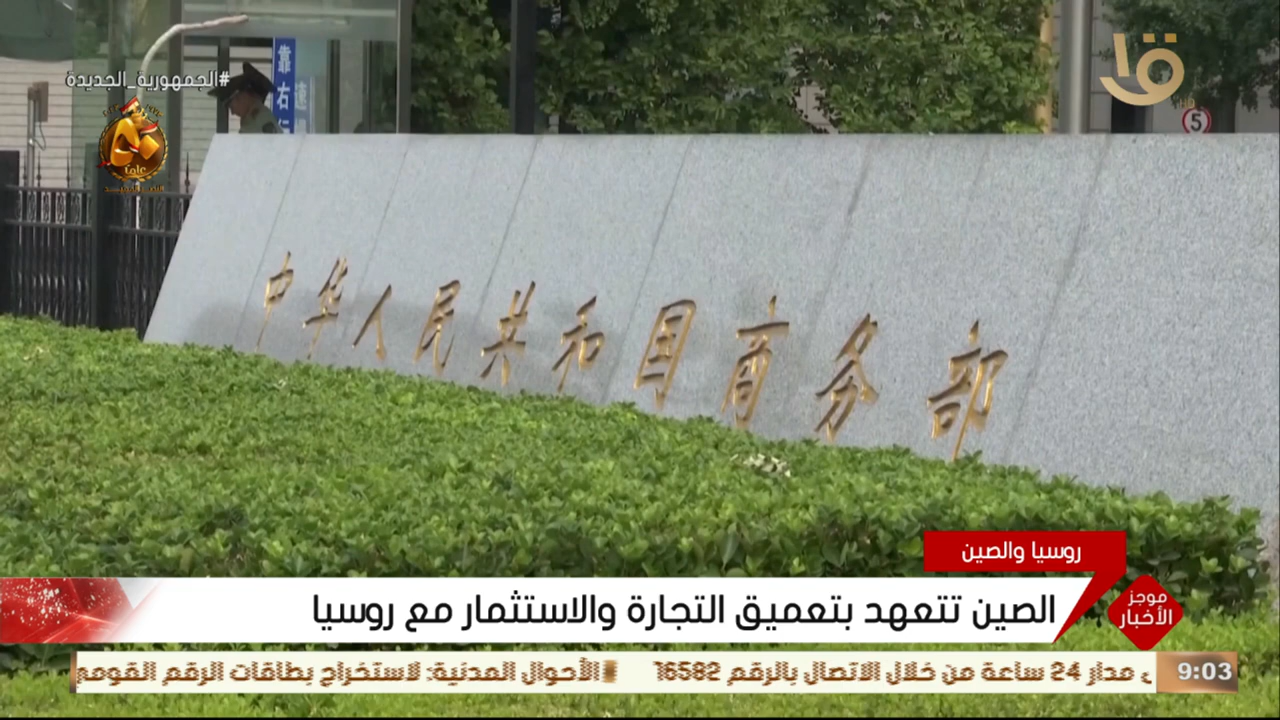 #الجمهورية_الجديدة
عاما
靠右
5
中华人民共和国商务部
روسيا والصين
موجز الأخبار
الصين تتعهد بتعميق التجارة والاستثمار مع روسيا
9:03
مدار 24 ساعة من خلال الاتصال بالرقم 16582 الأحوال المدنية: لاستخراج بطاقات الرقم